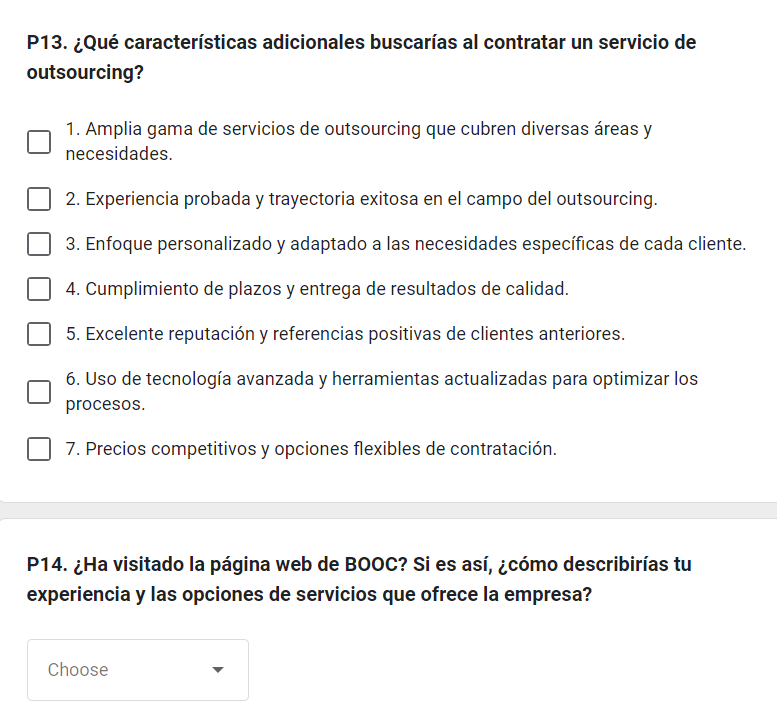 P13. ¿Qué características adicionales buscarías al contratar un servicio de
outsourcing?
1. Amplia gama de servicios de outsourcing que cubren diversas áreas y
necesidades.
2. Experiencia probada y trayectoria exitosa en el campo del outsourcing.
3. Enfoque personalizado y adaptado a las necesidades específicas de cada cliente.
4. Cumplimiento de plazos y entrega de resultados de calidad.
5. Excelente reputación y referencias positivas de clientes anteriores.
6. Uso de tecnología avanzada y herramientas actualizadas para optimizar los
procesos.
7. Precios competitivos y opciones flexibles de contratación.
P14. ¿Ha visitado la página web de BOOC? Si es así, ¿cómo describirías tu
experiencia y las opciones de servicios que ofrece la empresa?
Choose